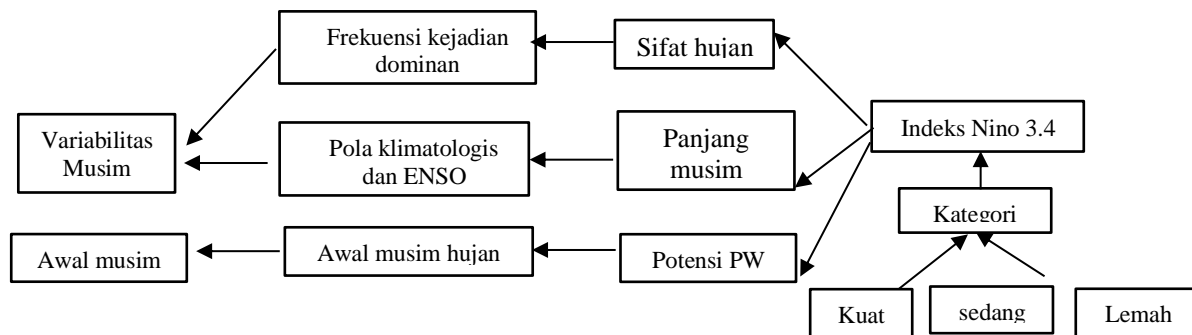 Frekuensi kejadian
dominan
Sifat hujan
Indeks Nino 3.4
Variabilitas
Musim
Pola klimatologis
dan ENSO
Panjang
musim
Kategori
Awal musim
Awal musim hujan
Potensi PW
Kuat
sedang
Lemah